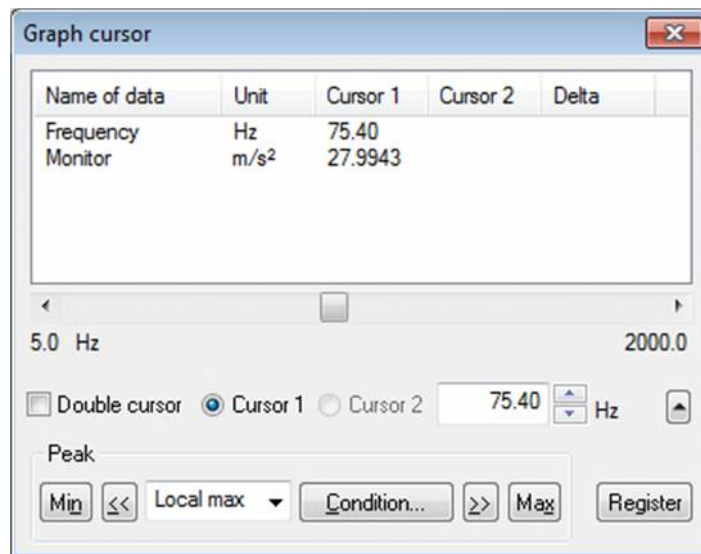 Graph cursor
Name of data Unit Cursor 1 Cursor 2 Delta
Frequency Hz 75.40
Monitor m/s² 27.9943
5.0 Hz 2000.0
Double cursor Cursor 1 Cursor 2 75.40 Hz
Peak
Min << Local max Condition... >> Max Register